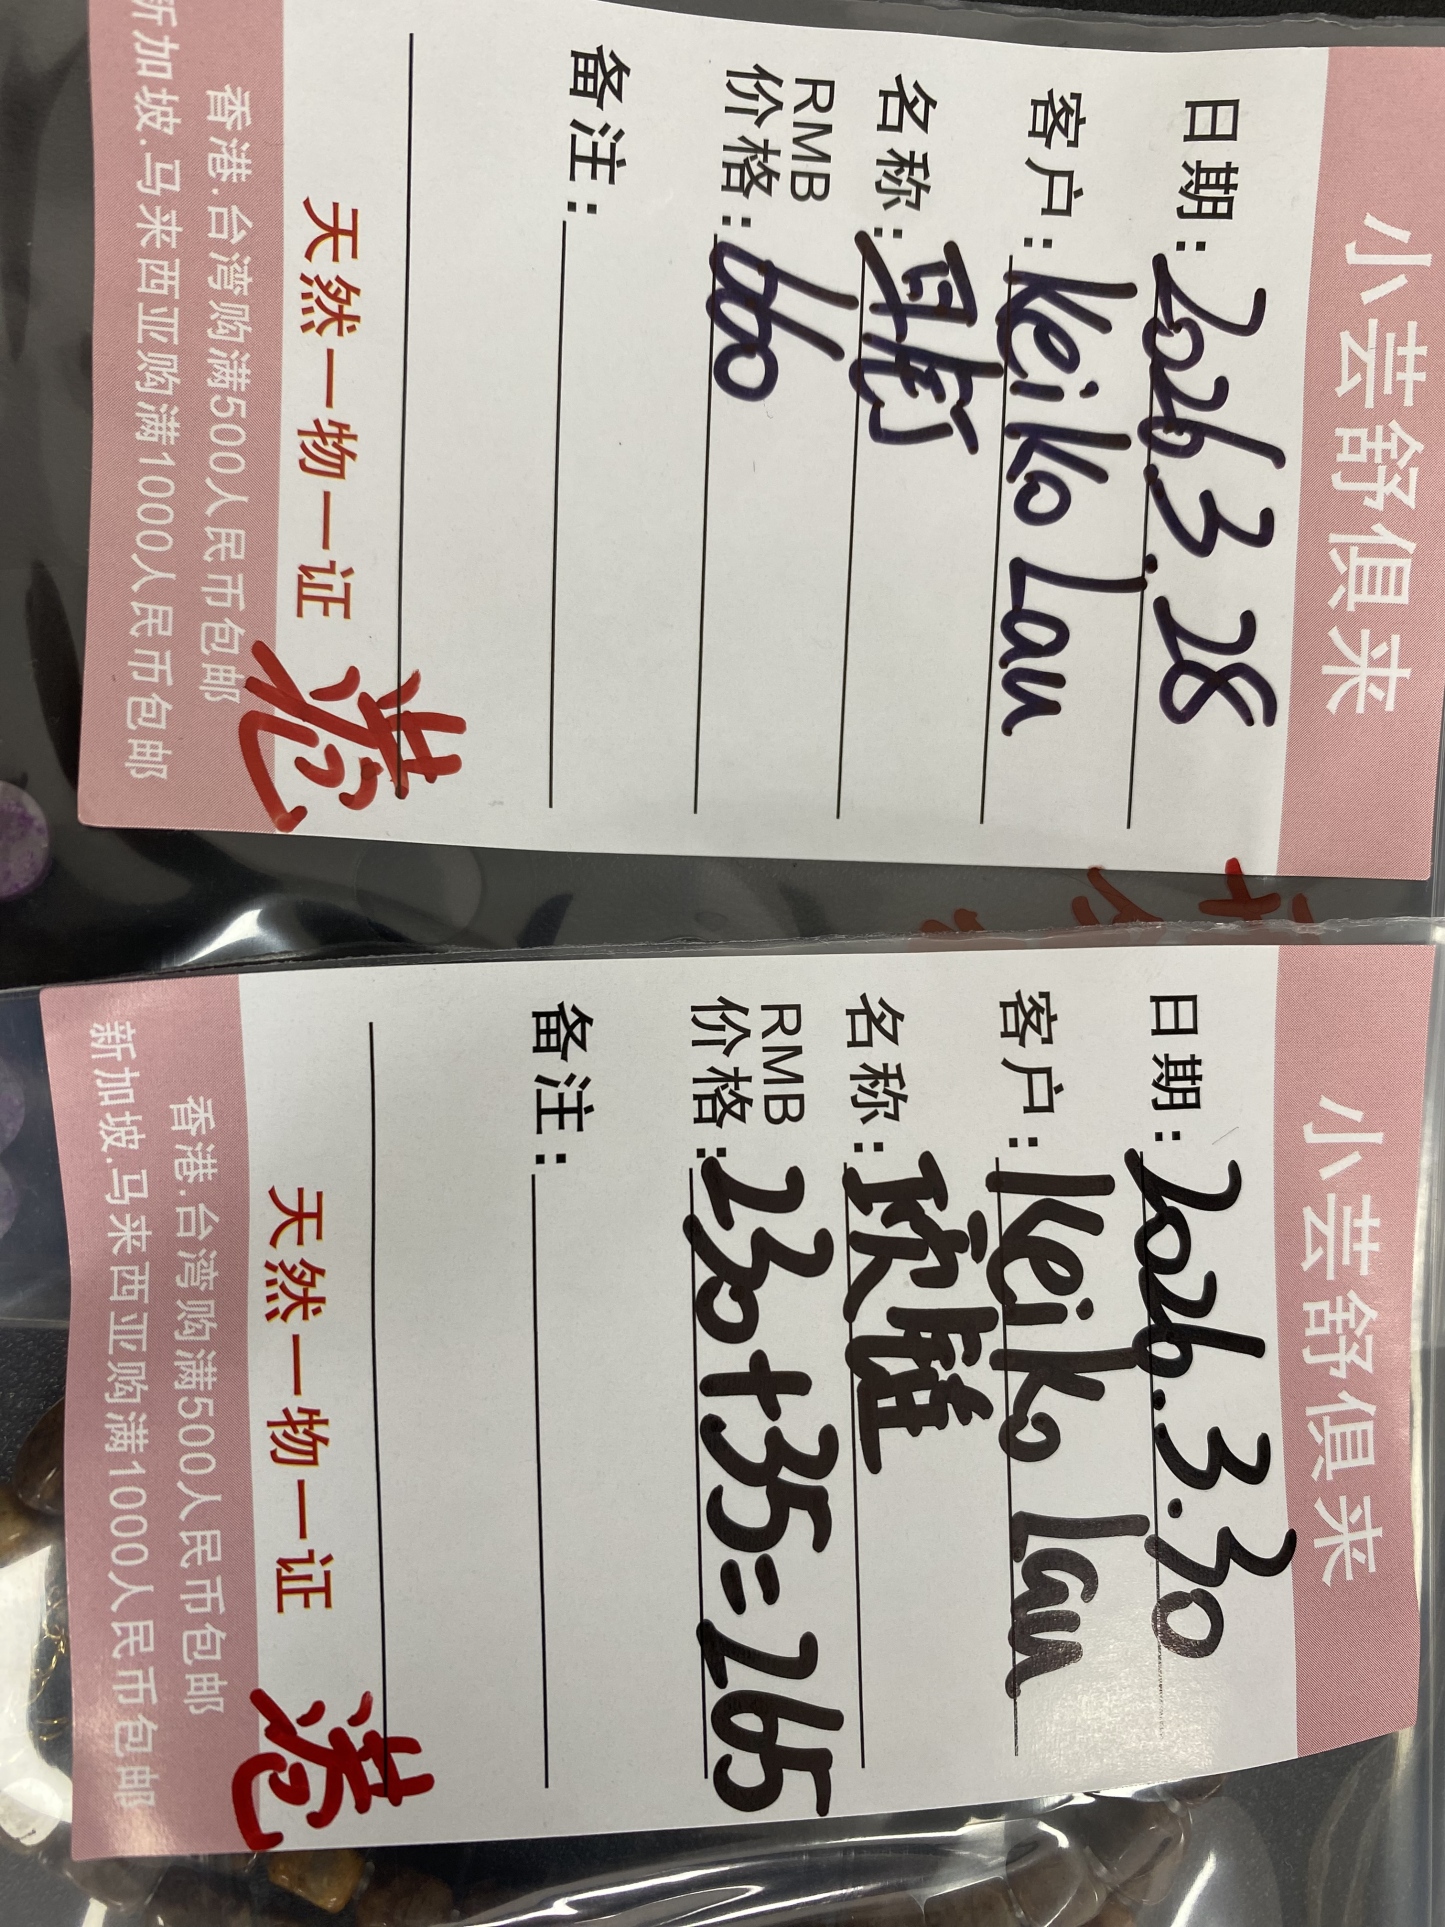 小芸舒俱来
日期：2026.3.28
客户：Keiko Lau
名称：
RMB
价格：660
备注：
天然一物一证
港
香港.台湾购满500人民币包邮
新加坡.马来西亚购满1000人民币包邮
小芸舒俱来
日期：2026.3.30
客户：Keiko Lau
名称：
RMB
价格：230+35=265
备注：
天然一物一证
港
香港.台湾购满500人民币包邮
新加坡.马来西亚购满1000人民币包邮